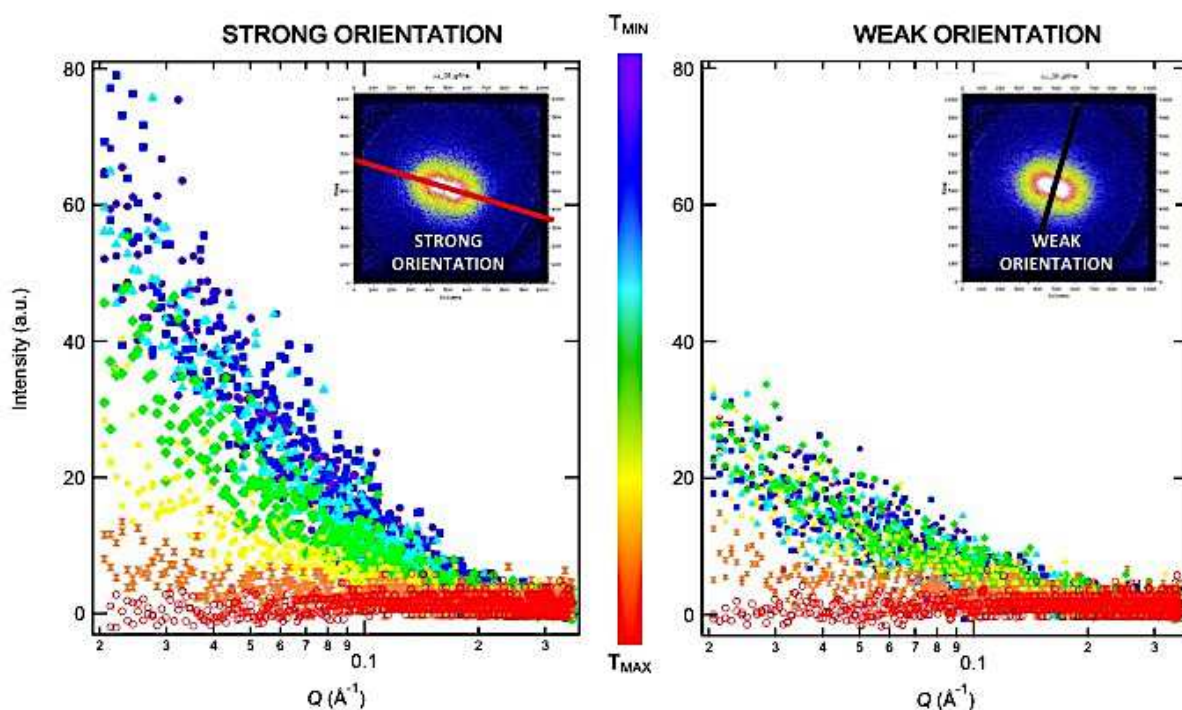 STRONG ORIENTATION
T_MIN
WEAK ORIENTATION
80
60
40
20
0
Intensity (a.u.)
STRONG
ORIENTATION
2 3 4 5 6 7 8 9 0.1 2 3
Q (Å⁻¹)
T_MAX
80
60
40
20
0
WEAK
ORIENTATION
2 3 4 5 6 7 8 9 0.1 2 3
Q (Å⁻¹)